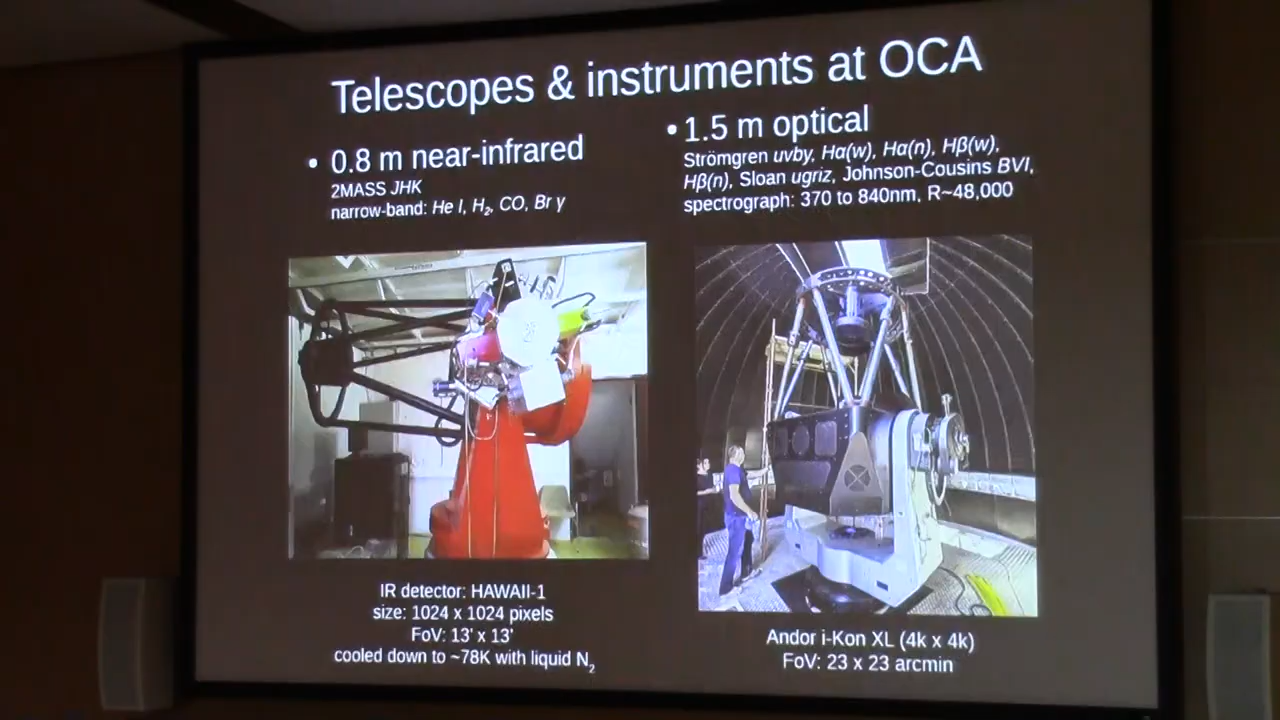 Telescopes & instruments at OCA
• 0.8 m near-infrared
2MASS JHK
narrow-band: He I, H₂, CO, Br γ
• 1.5 m optical
Strömgren uvby, Hα(w), Hα(n), Hβ(w),
Hβ(n), Sloan ugriz, Johnson-Cousins BVI,
spectrograph: 370 to 840nm, R~48,000
IR detector: HAWAII-1
size: 1024 x 1024 pixels
FoV: 13' x 13'
cooled down to ~78K with liquid N₂
Andor i-Kon XL (4k x 4k)
FoV: 23 x 23 arcmin